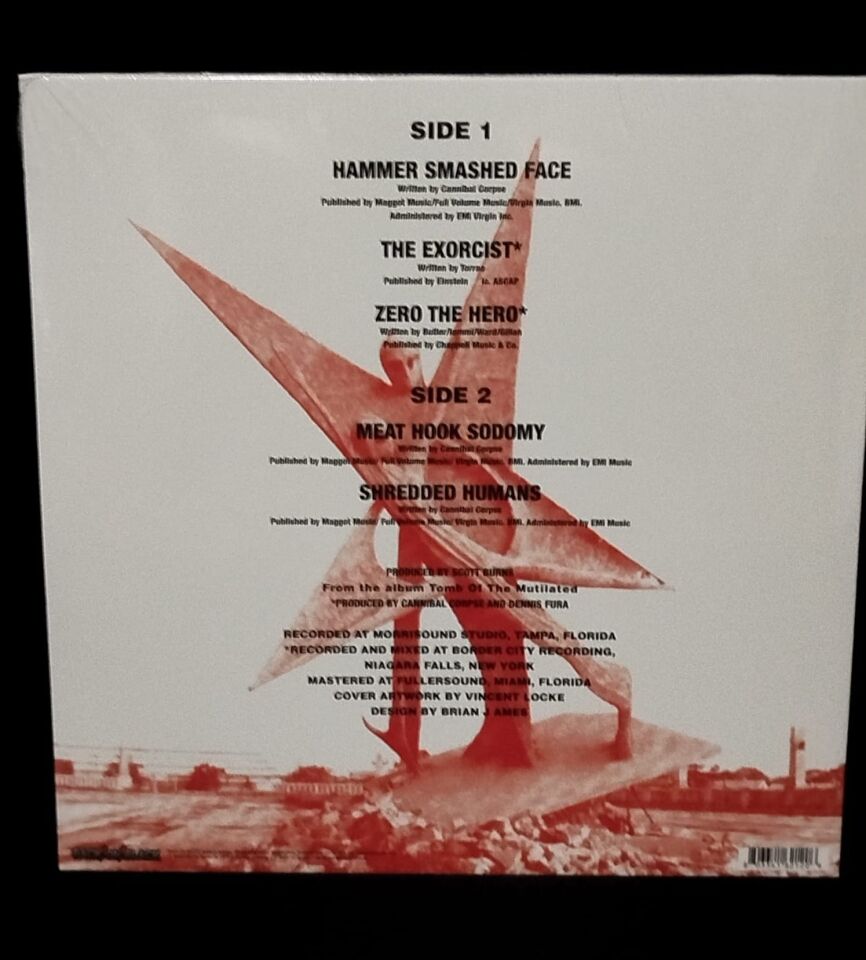 SIDE 1
HAMMER SMASHED FACE
Written by Cannibal Corpse
Published by Maggot Music/Full Volume Music/Virgin Music, BMI.
Administered by EMI Virgin Inc.
THE EXORCIST*
Written by
Published by Einstein ASCAP
ZERO THE HERO*
Written by Butler/Iommi/Ward/Gillan
Published by Chappell Music & Co.
SIDE 2
MEAT HOOK SODOMY
Written by Cannibal Corpse
Published by Maggot Music/ Full Volume Music/ Virgin Music, BMI. Administered by EMI Music
SHREDDED HUMANS
Written by Cannibal Corpse
Published by Maggot Music/ Full Volume Music/ Virgin Music, BMI. Administered by EMI Music
PRODUCED BY SCOTT BURNS
From the album Tomb Of The Mutilated
*PRODUCED BY CANNIBAL CORPSE AND DENNIS FURA
RECORDED AT MORRISOUND STUDIO, TAMPA, FLORIDA
*RECORDED AND MIXED AT BORDER CITY RECORDING,
NIAGARA FALLS, NEW YORK
MASTERED AT FULLERSOUND, MIAMI, FLORIDA
COVER ARTWORK BY VINCENT LOCKE
DESIGN BY BRIAN J AMES